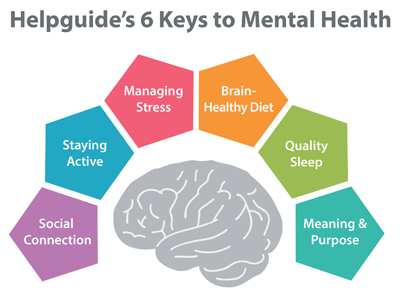 Helpguide's 6 Keys to Mental Health
Social
Connection
Staying
Active
Managing
Stress
Brain-
Healthy Diet
Quality
Sleep
Meaning &
Purpose